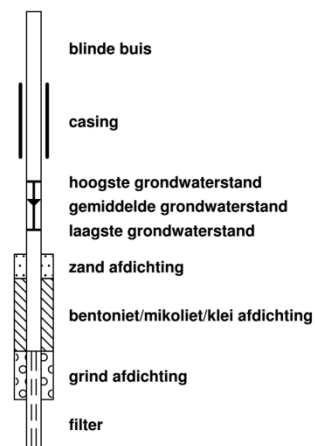 blinde buis
casing
hoogste grondwaterstand
gemiddelde grondwaterstand
laagste grondwaterstand
zand afdichting
bentoniet/mikoliet/klei afdichting
grind afdichting
filter